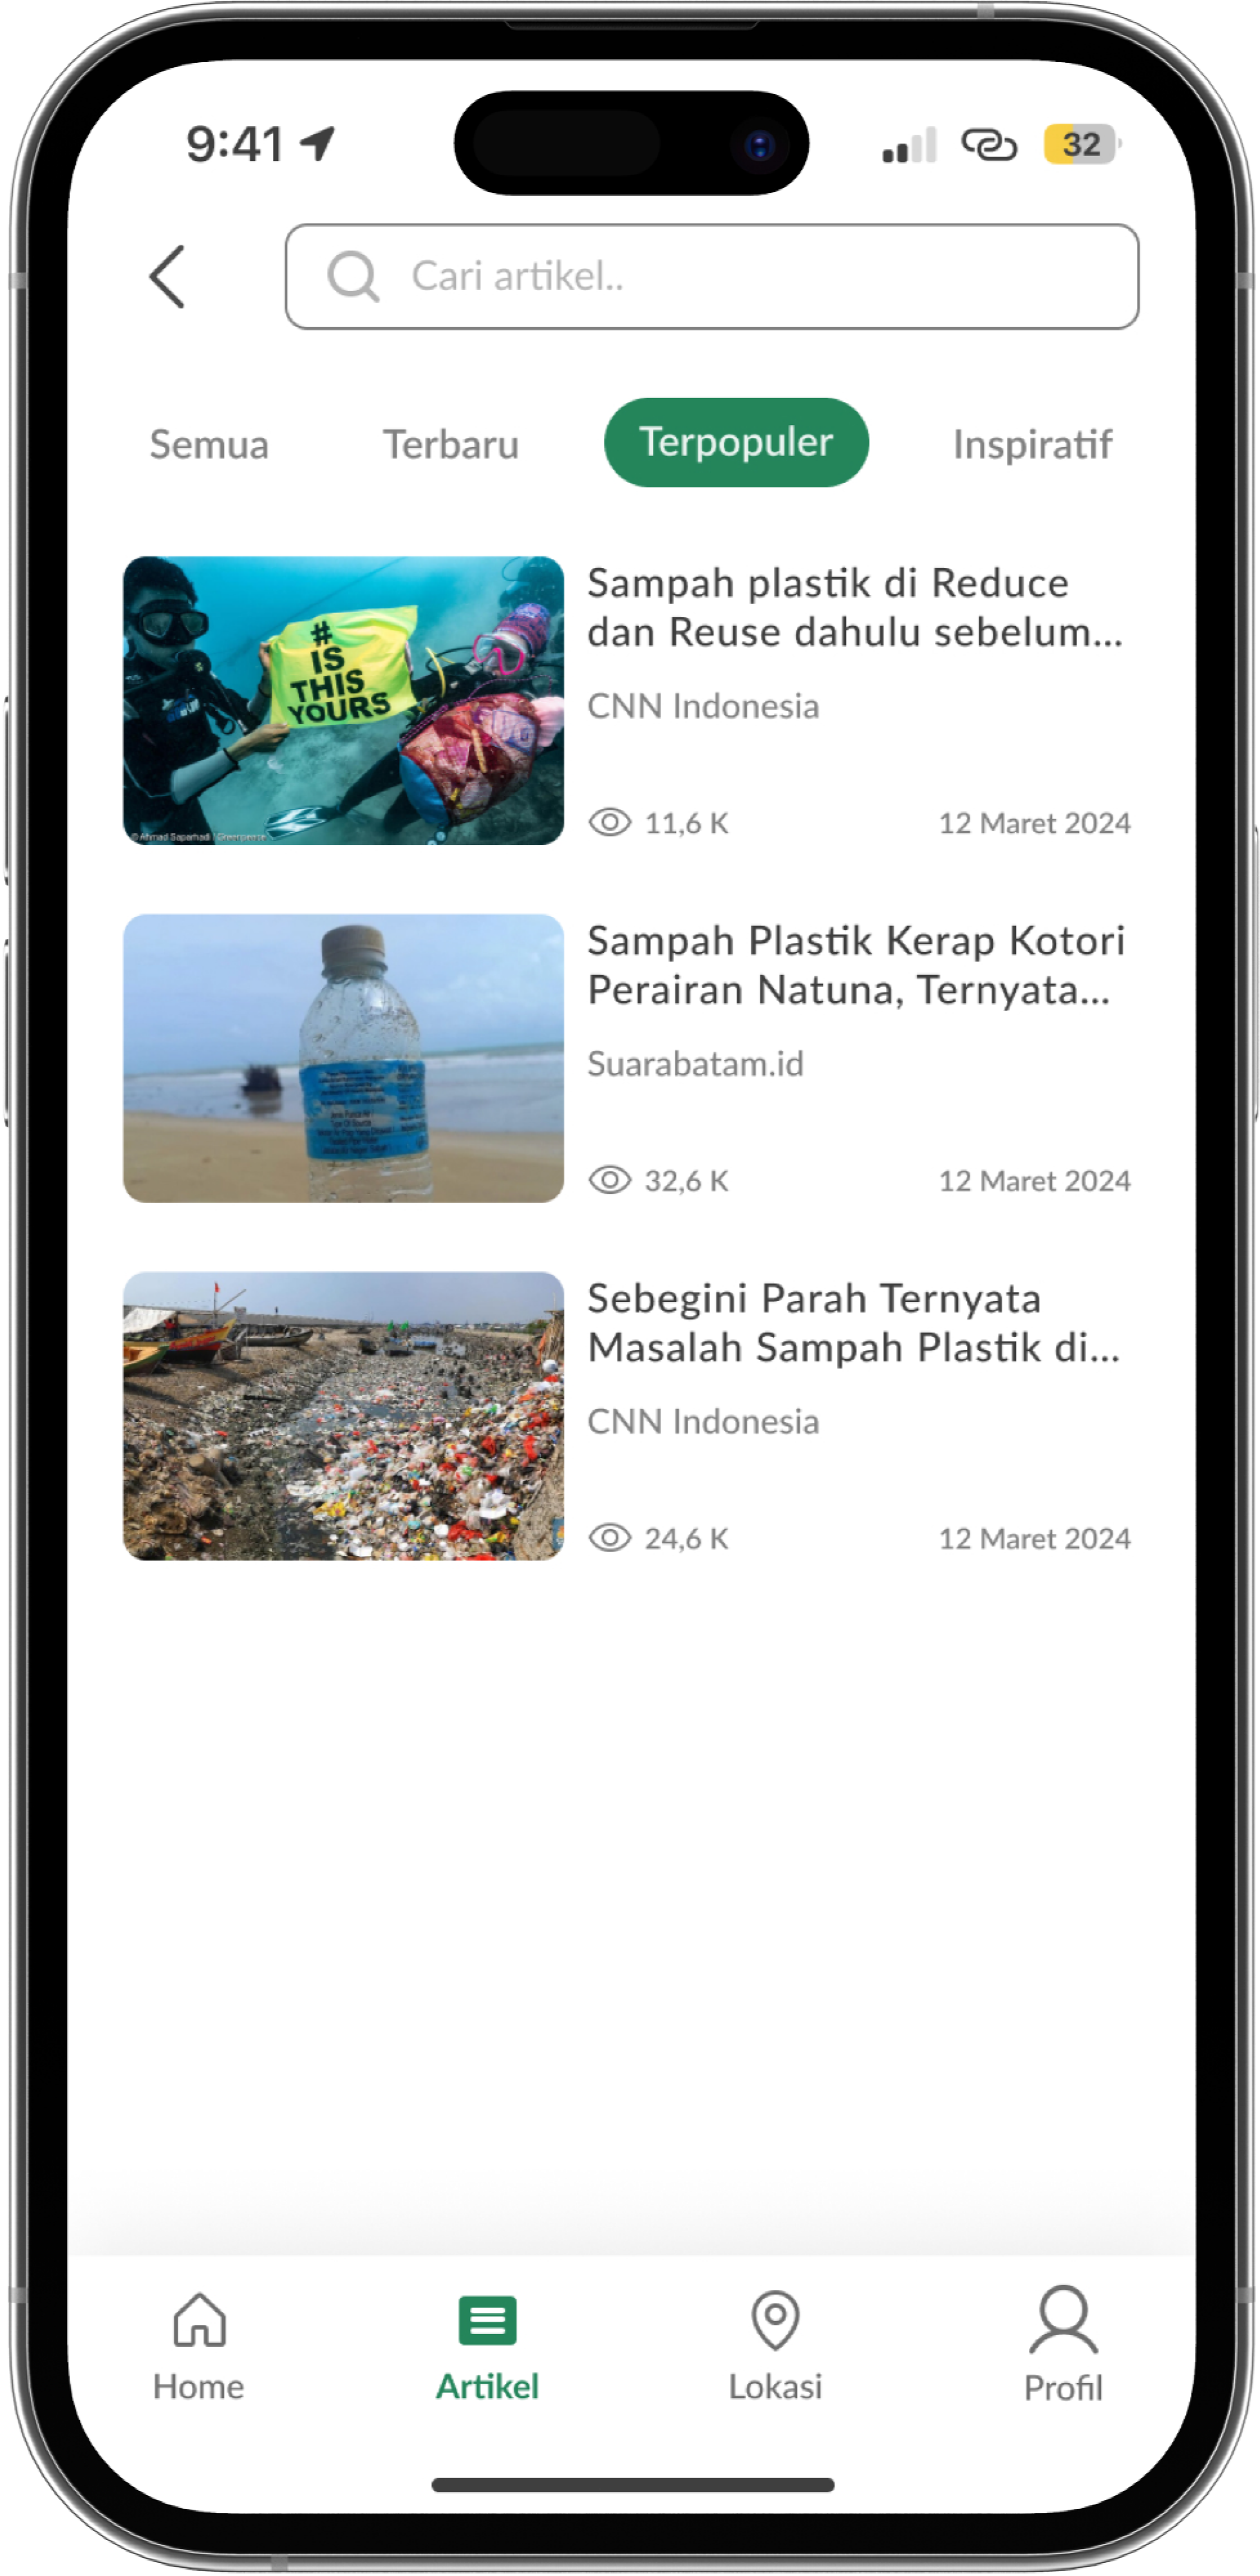 9:41
32
Cari artikel..
Semua
Terbaru
Terpopuler
Inspiratif
#
IS
THIS
YOURS
© Ahmad Saparhadi / Greenpeace
Sampah plastik di Reduce
dan Reuse dahulu sebelum...
CNN Indonesia
11,6 K
12 Maret 2024
Sampah Plastik Kerap Kotori
Perairan Natuna, Ternyata...
Suarabatam.id
32,6 K
12 Maret 2024
Sebegini Parah Ternyata
Masalah Sampah Plastik di...
CNN Indonesia
24,6 K
12 Maret 2024
Home
Artikel
Lokasi
Profil